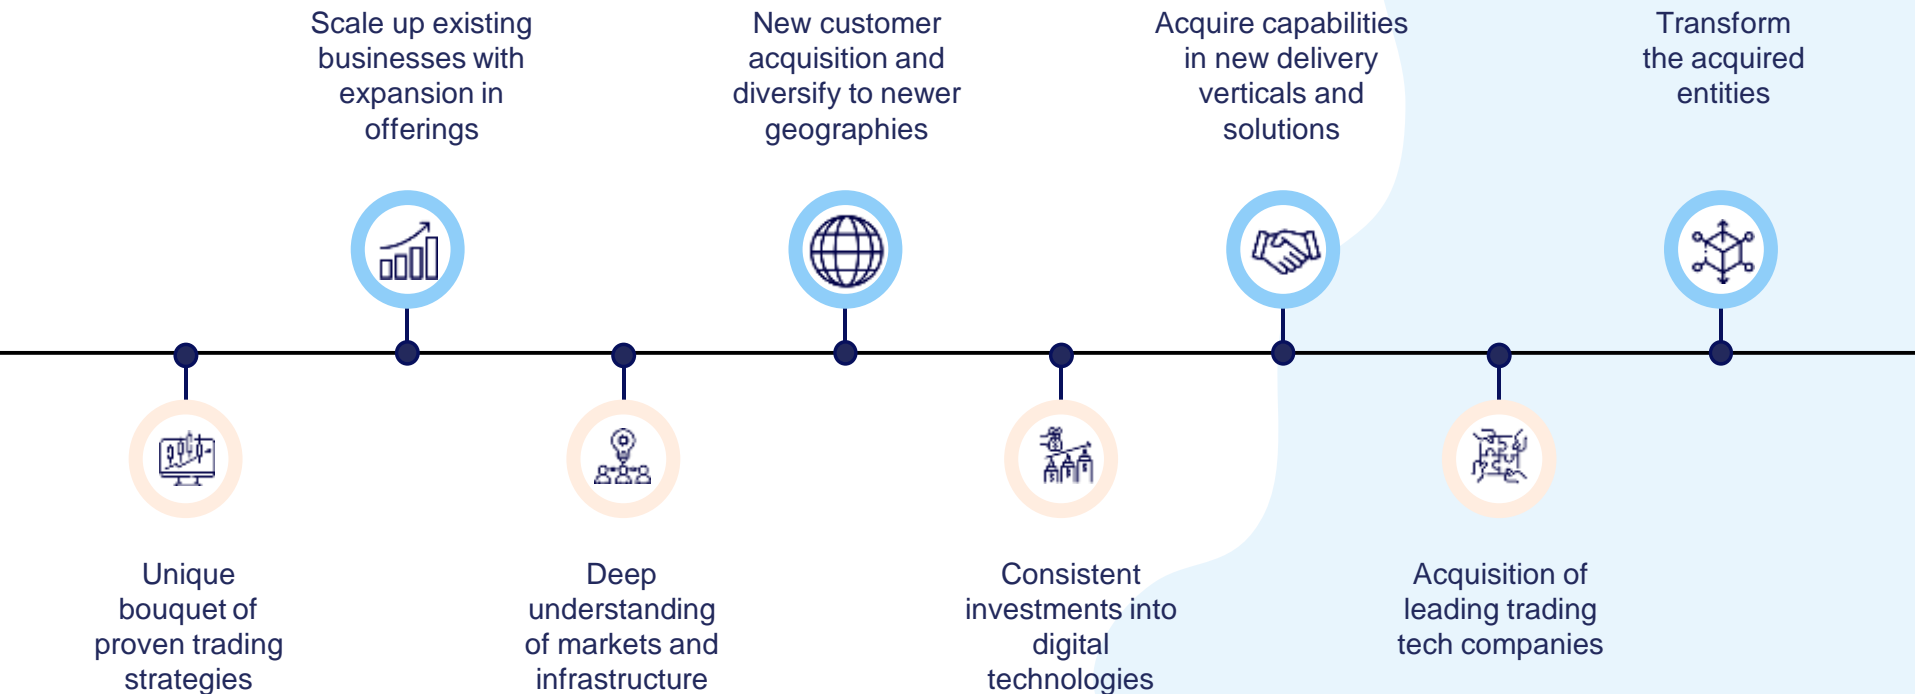 Scale up existing
businesses with
expansion in
offerings
New customer
acquisition and
diversify to newer
geographies
Acquire capabilities
in new delivery
verticals and
solutions
Transform
the acquired
entities
Unique
bouquet of
proven trading
strategies
Deep
understanding
of markets and
infrastructure
Consistent
investments into
digital
technologies
Acquisition of
leading trading
tech companies